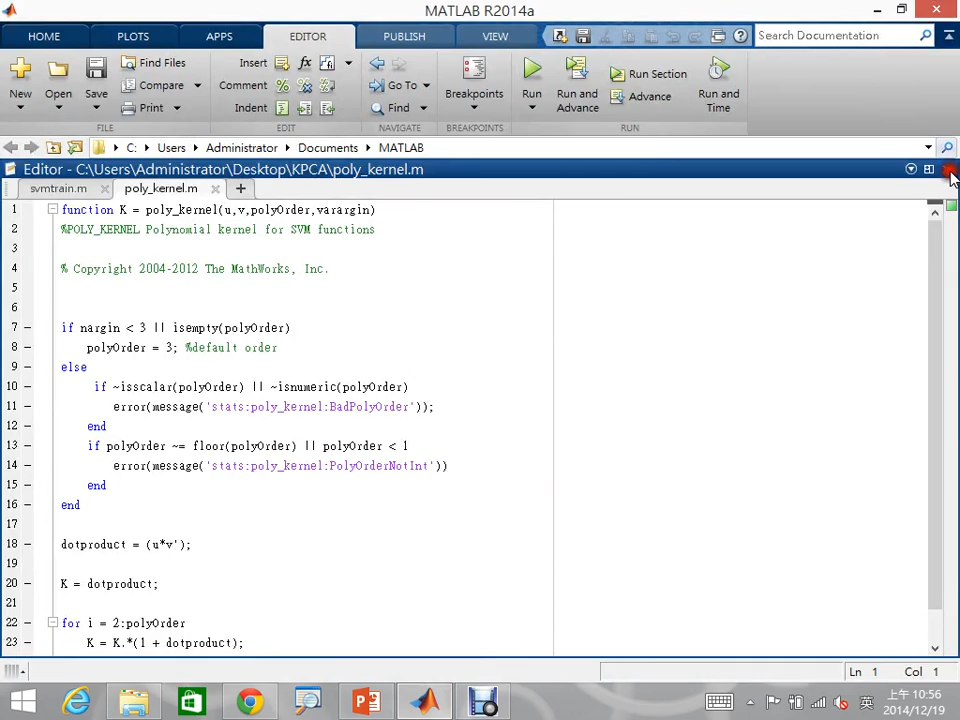 MATLAB R2014a
HOME PLOTS APPS EDITOR PUBLISH VIEW Search Documentation
New Open Save Find Files Compare Print Insert Comment Indent Go To Find Breakpoints Run Run and Advance Run Section Advance Run and Time
FILE EDIT NAVIGATE BREAKPOINTS RUN
C: Users Administrator Documents MATLAB
Editor - C:\Users\Administrator\Desktop\KPCA\poly_kernel.m
svmtrain.m poly_kernel.m
1 function K = poly_kernel(u,v,polyOrder,varargin)
2 %POLY_KERNEL Polynomial kernel for SVM functions
3
4 % Copyright 2004-2012 The MathWorks, Inc.
5
6
7 – if nargin < 3 || isempty(polyOrder)
8 – polyOrder = 3; %default order
9 – else
10 – if ~isscalar(polyOrder) || ~isnumeric(polyOrder)
11 – error(message('stats:poly_kernel:BadPolyOrder'));
12 – end
13 – if polyOrder ~= floor(polyOrder) || polyOrder < 1
14 – error(message('stats:poly_kernel:PolyOrderNotInt'))
15 – end
16 – end
17
18 – dotproduct = (u*v');
19
20 – K = dotproduct;
21
22 – for i = 2:polyOrder
23 – K = K.*(1 + dotproduct);
Ln 1 Col 1
英 上午 10:56
2014/12/19